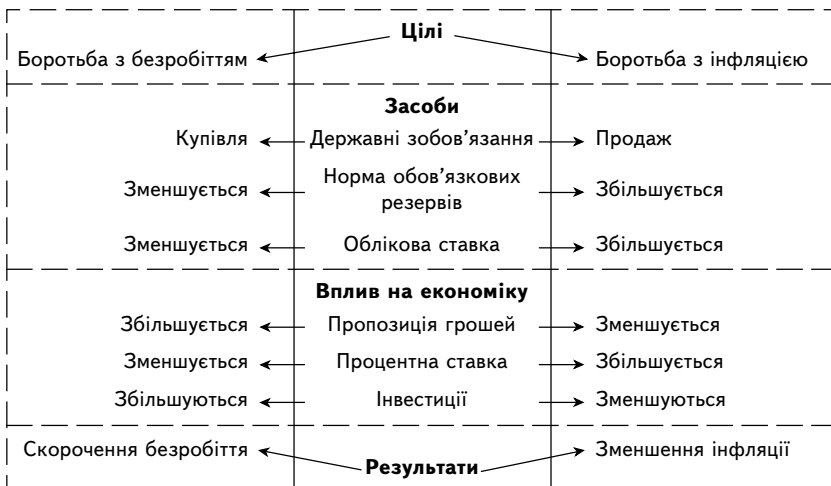 Цілі
Боротьба з безробіттям
Боротьба з інфляцією
Засоби
Купівля Державні зобов’язання Продаж
Зменшується Норма обов’язкових резервів Збільшується
Зменшується Облікова ставка Збільшується
Вплив на економіку
Збільшується Пропозиція грошей Зменшується
Зменшується Процентна ставка Збільшується
Збільшуються Інвестиції Зменшуються
Скорочення безробіття Результати Зменшення інфляції